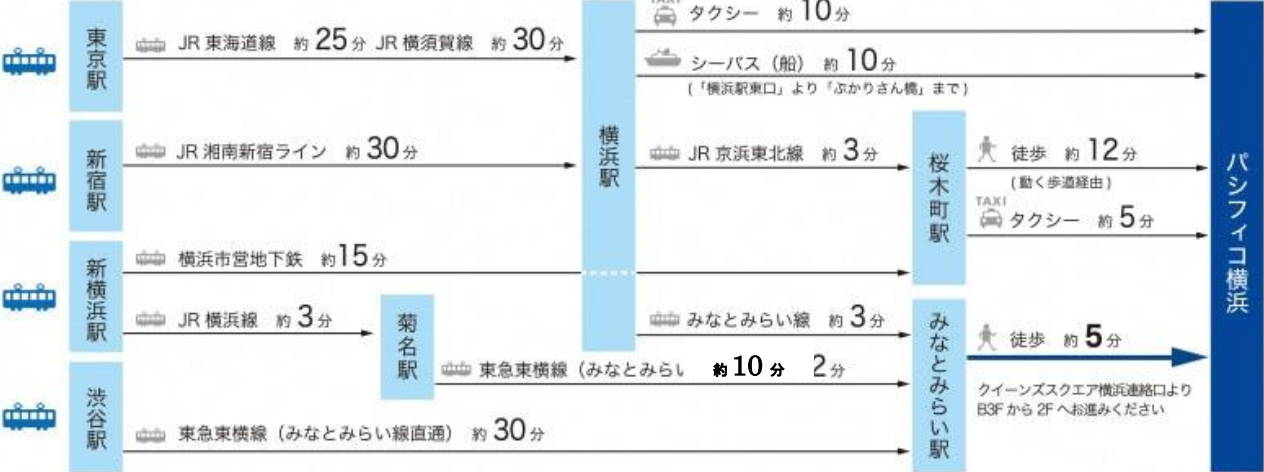 東京駅
JR 東海道線 約 25 分 JR 横須賀線 約 30 分
TAXI
タクシー 約 10 分
シーバス（船） 約 10 分
(「横浜駅東口」より「ぷかりさん橋」まで)
新宿駅
JR 湘南新宿ライン 約 30 分
横浜駅
JR 京浜東北線 約 3 分
桜木町駅
徒歩 約 12 分
(動く歩道経由)
TAXI
タクシー 約 5 分
パシフィコ横浜
新横浜駅
横浜市営地下鉄 約15 分
JR 横浜線 約 3 分
菊名駅
みなとみらい線 約 3 分
みなとみらい駅
徒歩 約 5 分
東急東横線（みなとみらい 約 10 分 2 分
クイーンズスクエア横浜連絡口より
B3F から 2F へお進みください
渋谷駅
東急東横線（みなとみらい線直通） 約 30 分